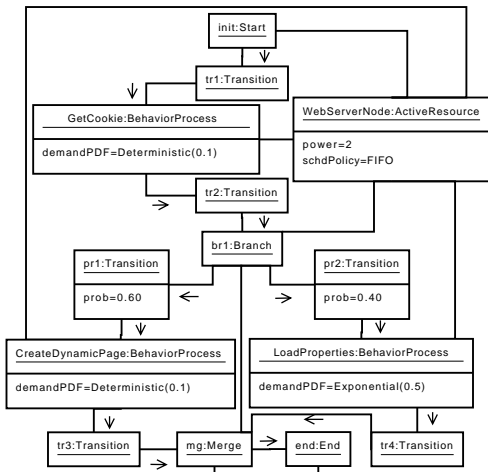 init:Start
tr1:Transition
GetCookie:BehaviorProcess
demandPDF=Deterministic(0.1)
WebServerNode:ActiveResource
power=2
schdPolicy=FIFO
tr2:Transition
br1:Branch
pr1:Transition
prob=0.60
pr2:Transition
prob=0.40
CreateDynamicPage:BehaviorProcess
demandPDF=Deterministic(0.1)
LoadProperties:BehaviorProcess
demandPDF=Exponential(0.5)
tr3:Transition
mg:Merge
end:End
tr4:Transition